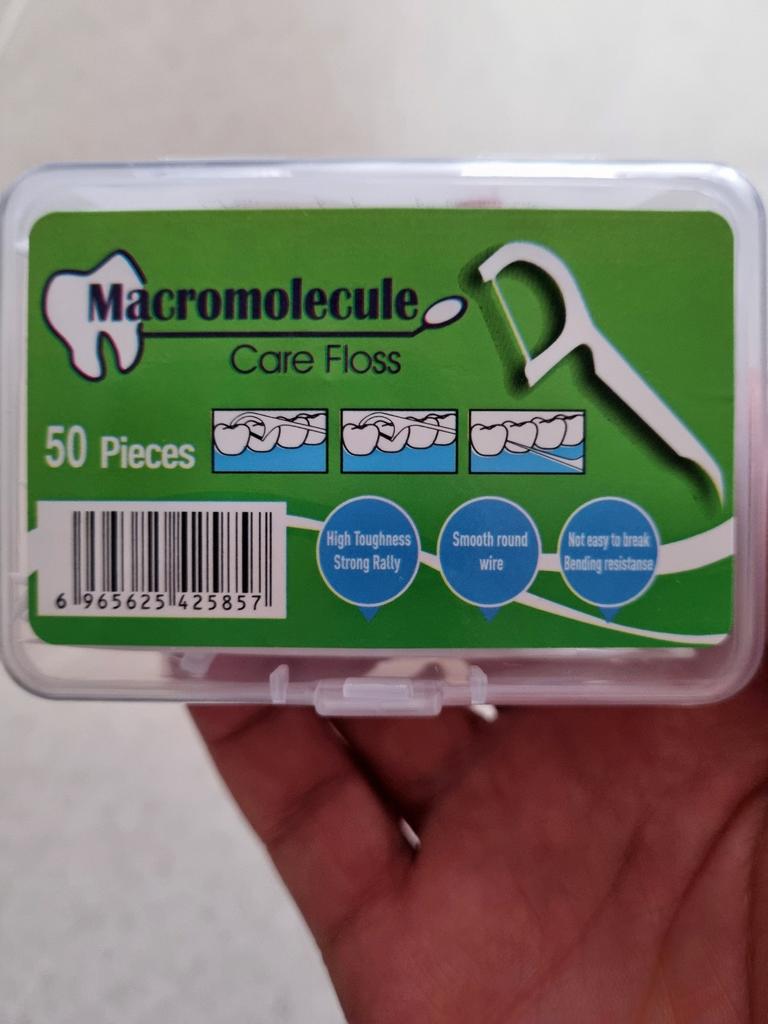 Macromolecule
Care Floss
50 Pieces
High Toughness
Strong Rally
Smooth round
wire
Not easy to break
Bending resistanse
6 965625 425857